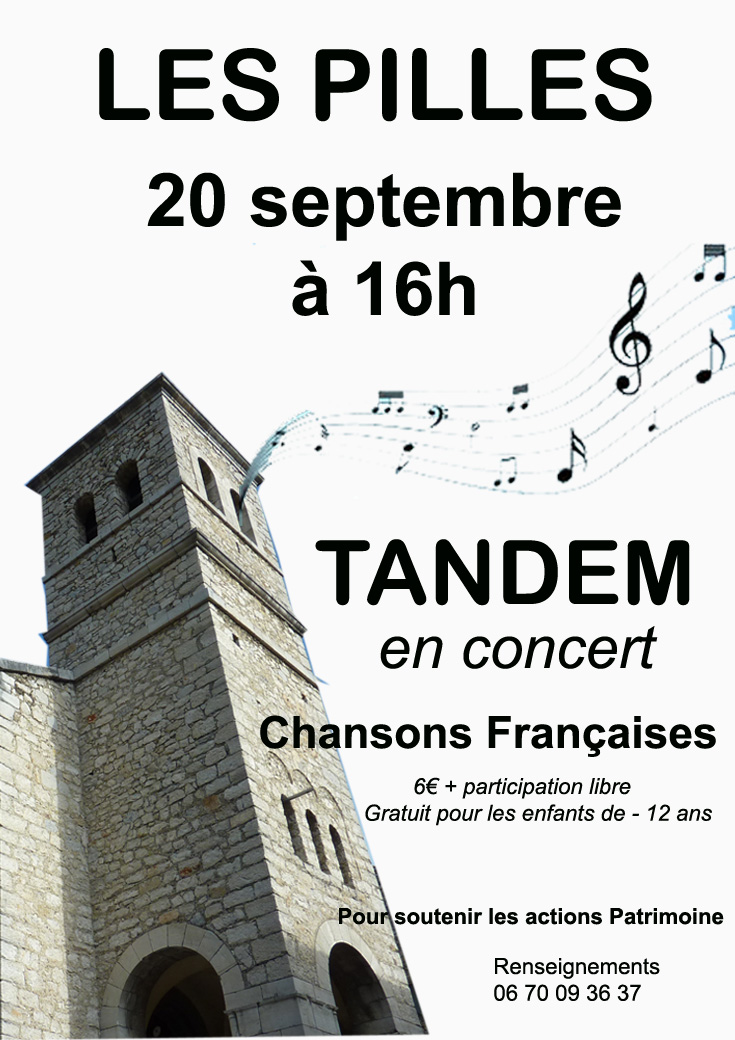 LES PILLES
20 septembre
à 16h
TANDEM
en concert
Chansons Françaises
6€ + participation libre
Gratuit pour les enfants de - 12 ans
Pour soutenir les actions Patrimoine
Renseignements
06 70 09 36 37